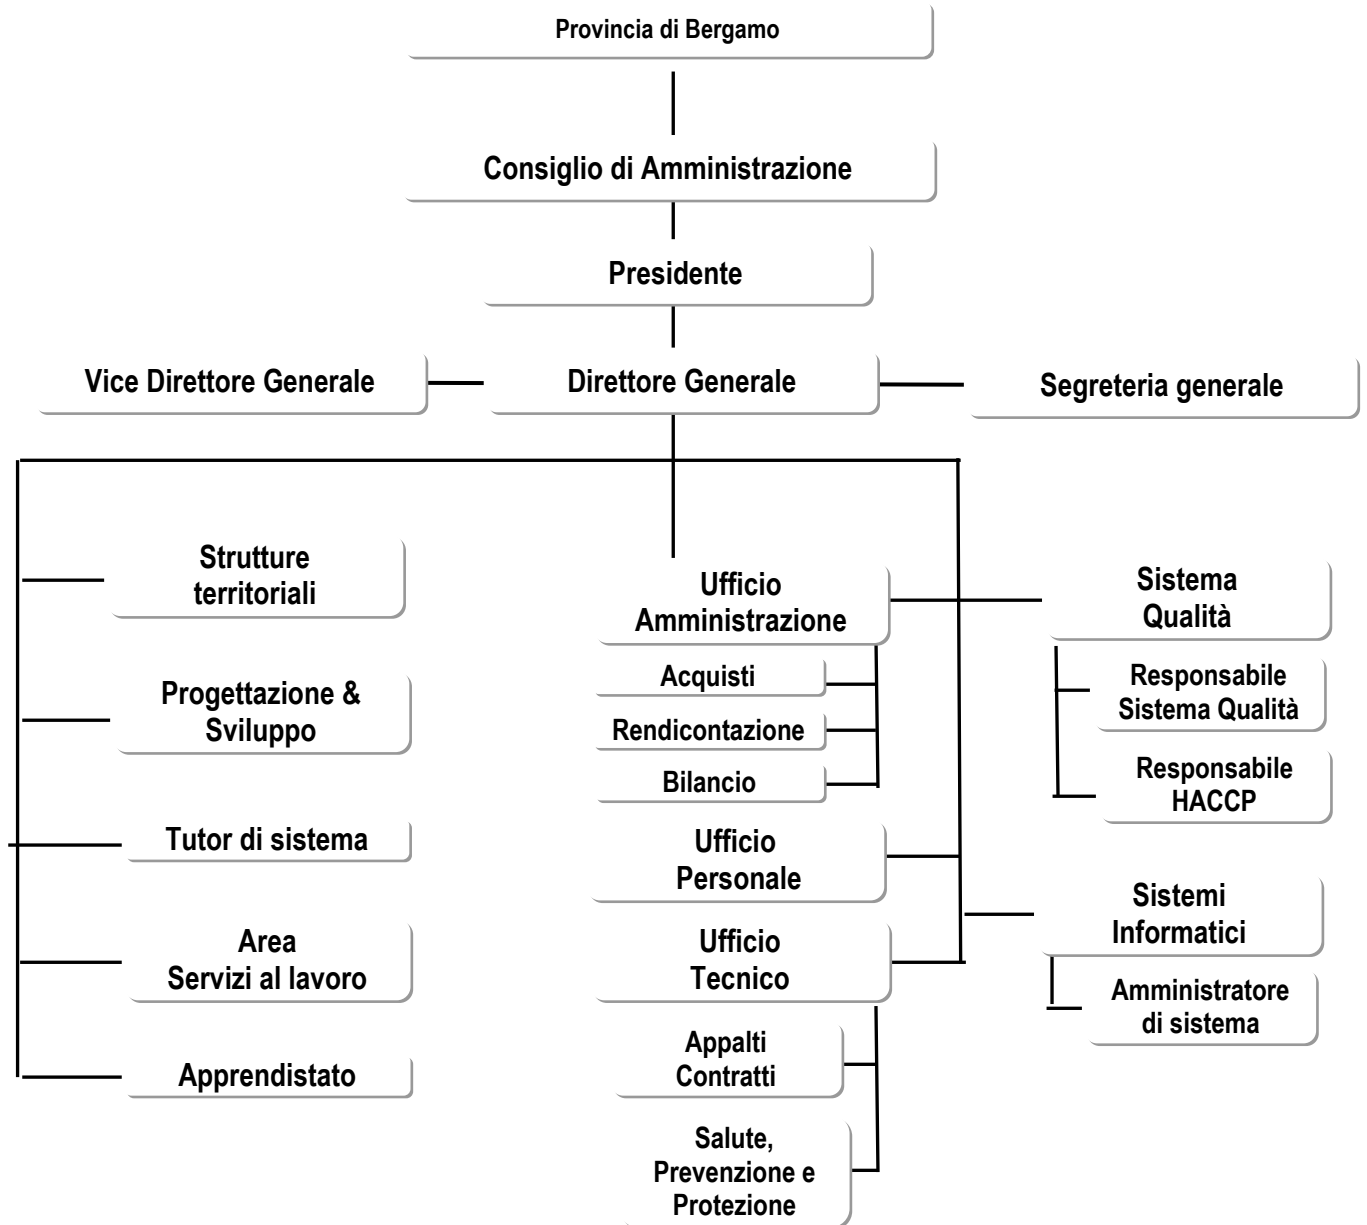 Provincia di Bergamo
Consiglio di Amministrazione
Presidente
Vice Direttore Generale
Direttore Generale
Segreteria generale
Strutture
territoriali
Progettazione &
Sviluppo
Tutor di sistema
Area
Servizi al lavoro
Apprendistato
Ufficio
Amministrazione
Acquisti
Rendicontazione
Bilancio
Ufficio
Personale
Ufficio
Tecnico
Appalti
Contratti
Salute,
Prevenzione e
Protezione
Sistema
Qualità
Responsabile
Sistema Qualità
Responsabile
HACCP
Sistemi
Informatici
Amministratore
di sistema